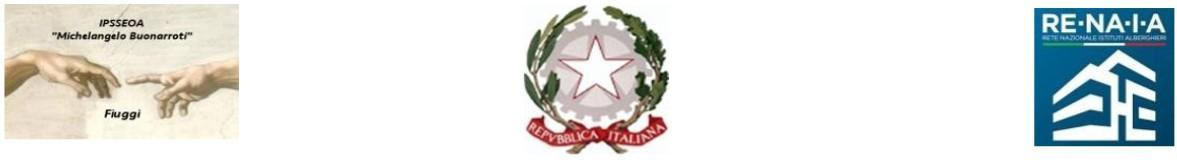 IPSSEOA
"Michelangelo Buonarroti"
Fiuggi
REPVBBLICA ITALIANA
RE·NA·I·A
RETE NAZIONALE ISTITUTI ALBERGHIERI